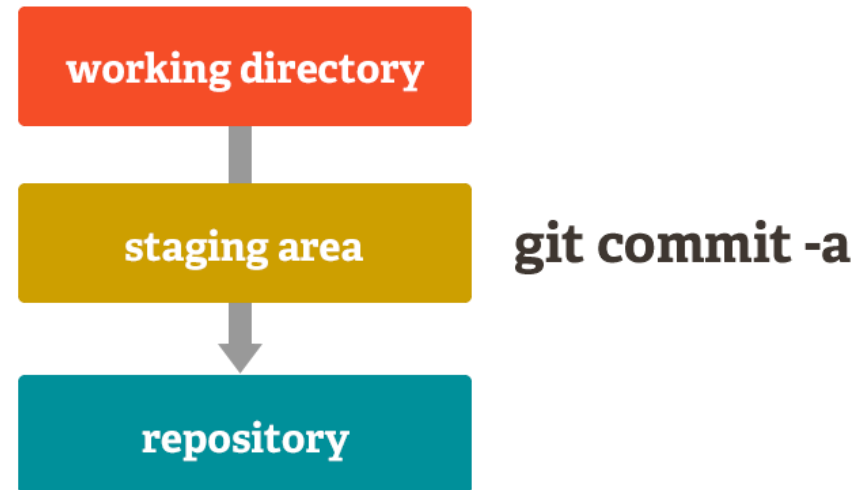 working directory
staging area
git commit -a
repository